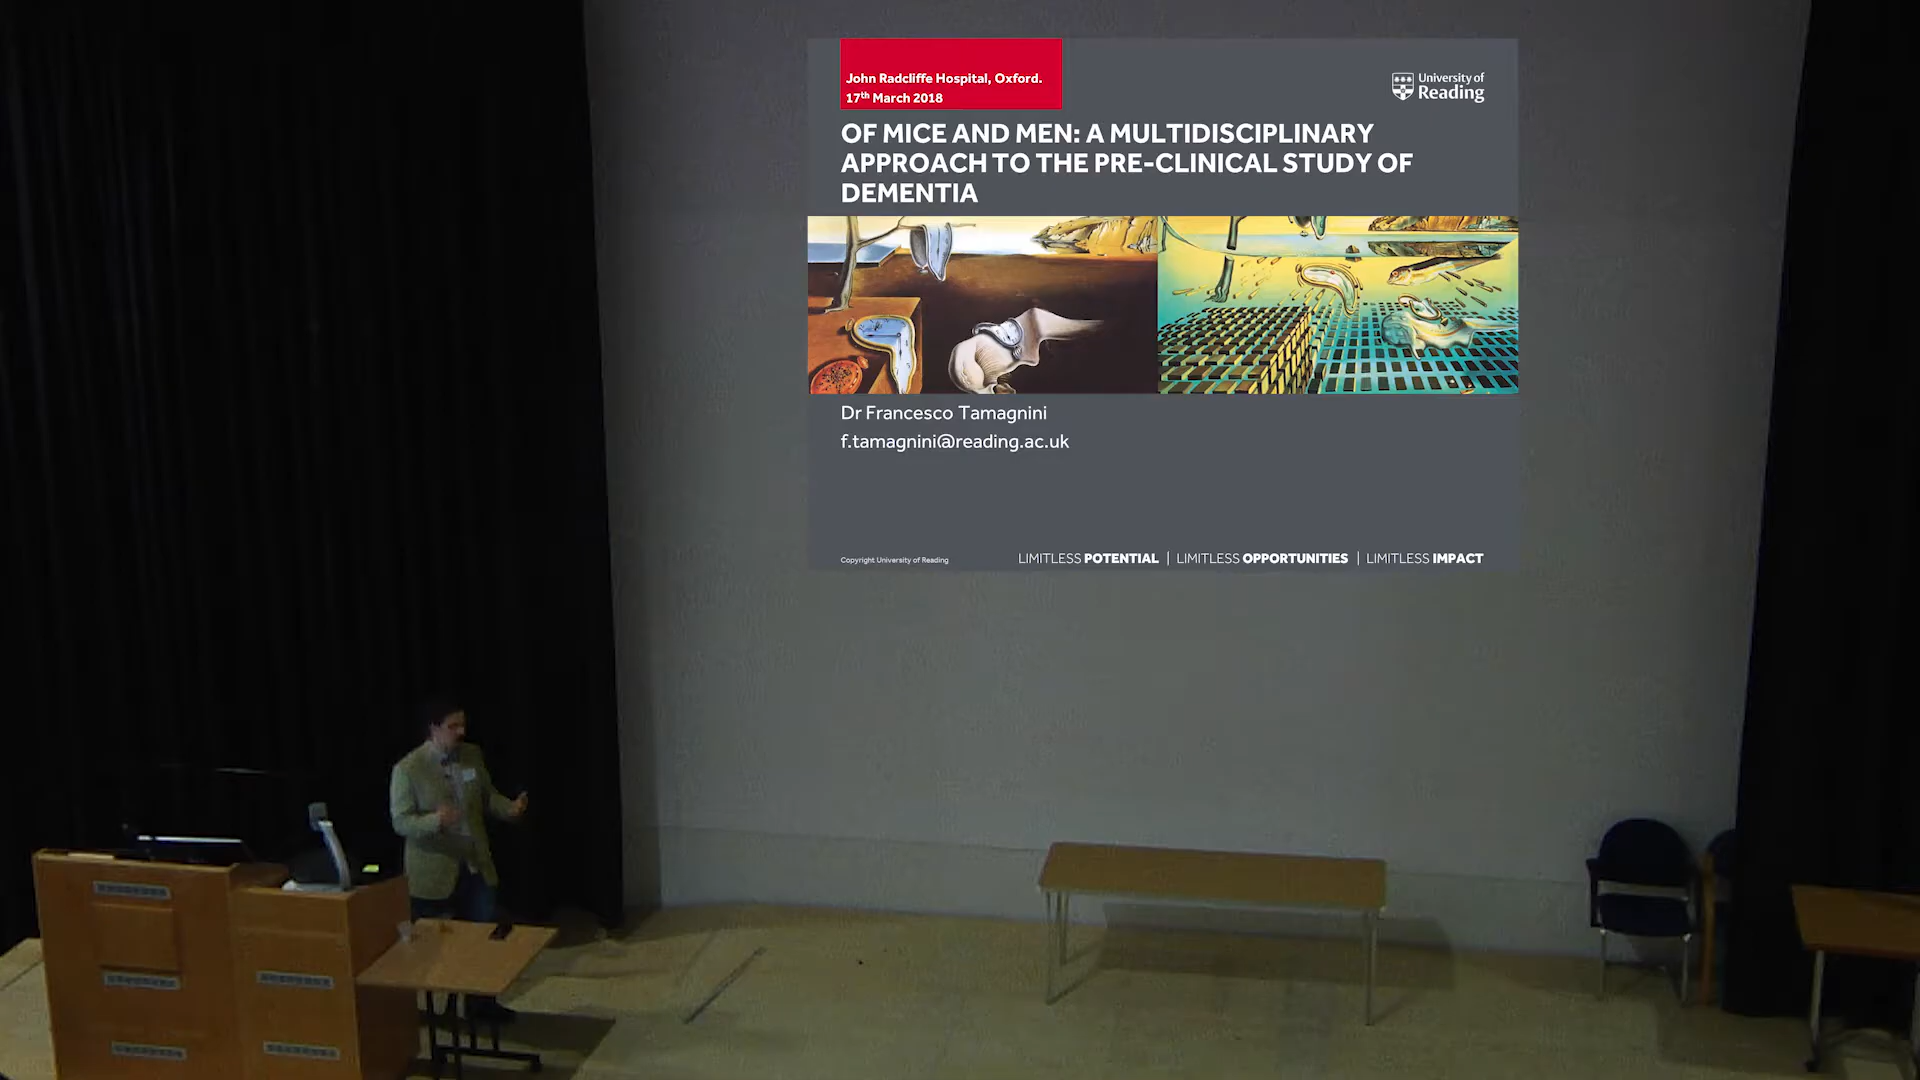 John Radcliffe Hospital, Oxford.
17th March 2018
University of
Reading
OF MICE AND MEN: A MULTIDISCIPLINARY
APPROACH TO THE PRE-CLINICAL STUDY OF
DEMENTIA
Dr Francesco Tamagnini
f.tamagnini@reading.ac.uk
Copyright University of Reading
LIMITLESS POTENTIAL | LIMITLESS OPPORTUNITIES | LIMITLESS IMPACT